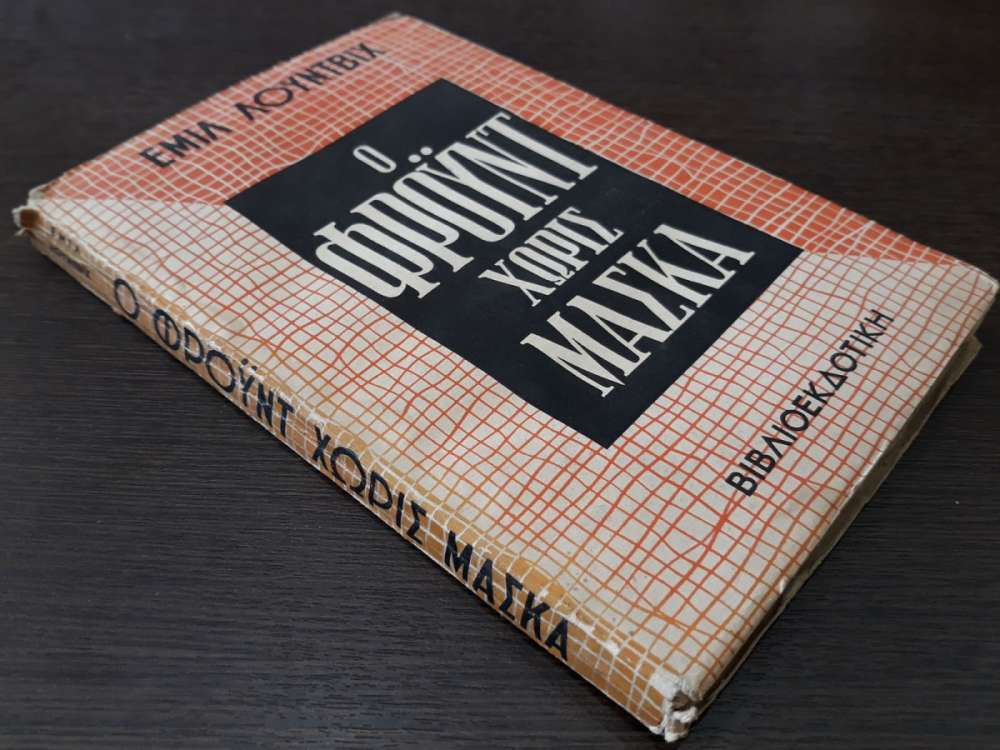 ΕΜΙΛ ΛΟΥΝΤΒΙΧ
Ο
ΦΡΟΫΝΤ
ΧΩΡΙΣ
ΜΑΣΚΑ
ΒΙΒΛΙΟΕΚΔΟΤΙΚΗ
Ο ΦΡΟΫΝΤ ΧΩΡΙΣ ΜΑΣΚΑ